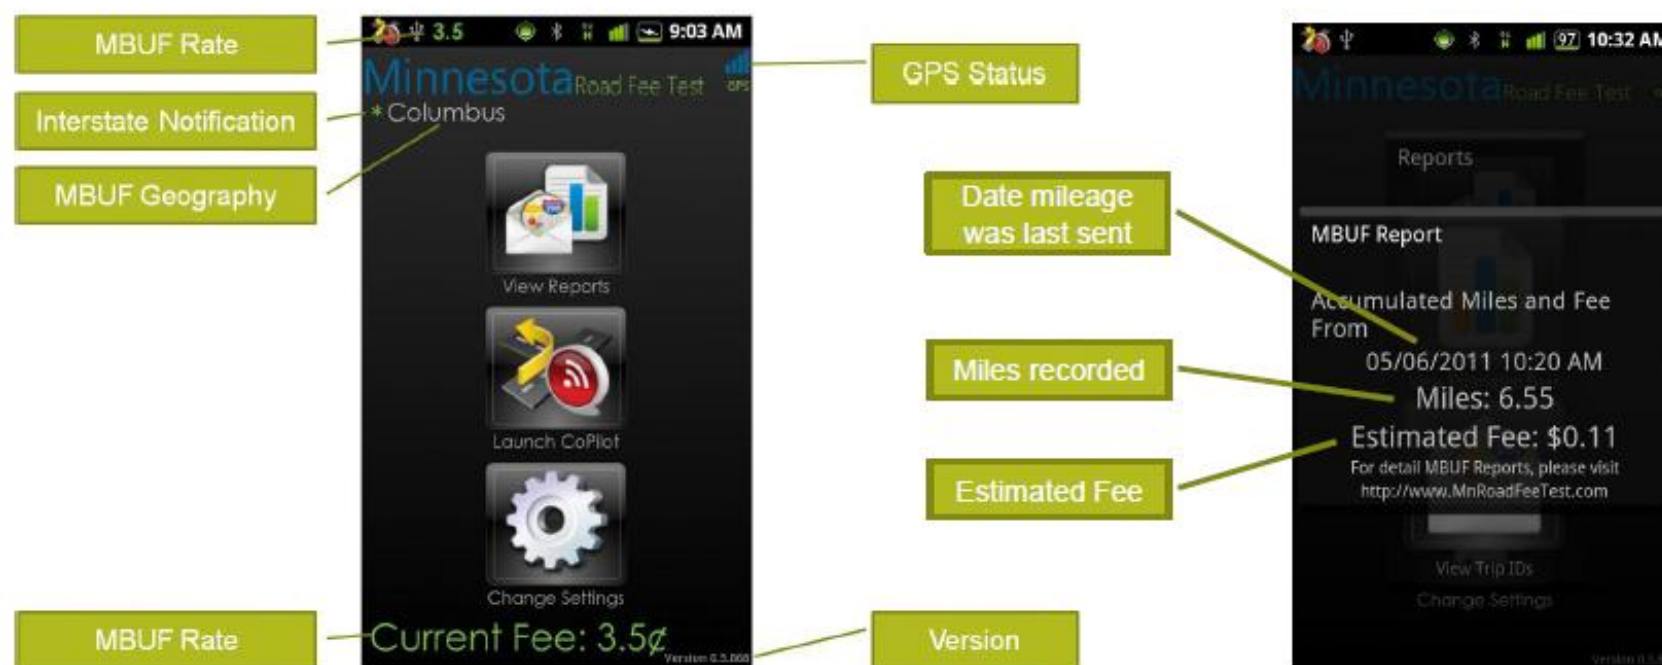 MBUF Rate
Interstate Notification
MBUF Geography
MBUF Rate
3.5
9:03 AM
Minnesota Road Fee Test
GPS
* Columbus
View Reports
Launch CoPilot
Change Settings
Current Fee: 3.5¢
GPS Status
Version
Date mileage
was last sent
Miles recorded
Estimated Fee
97 10:32 AM
Minnesota Road Fee Test
Reports
MBUF Report
Accumulated Miles and Fee
From
05/06/2011 10:20 AM
Miles: 6.55
Estimated Fee: $0.11
For detail MBUF Reports, please visit
http://www.MnRoadFeeTest.com
View Trip IDs
Change Settings